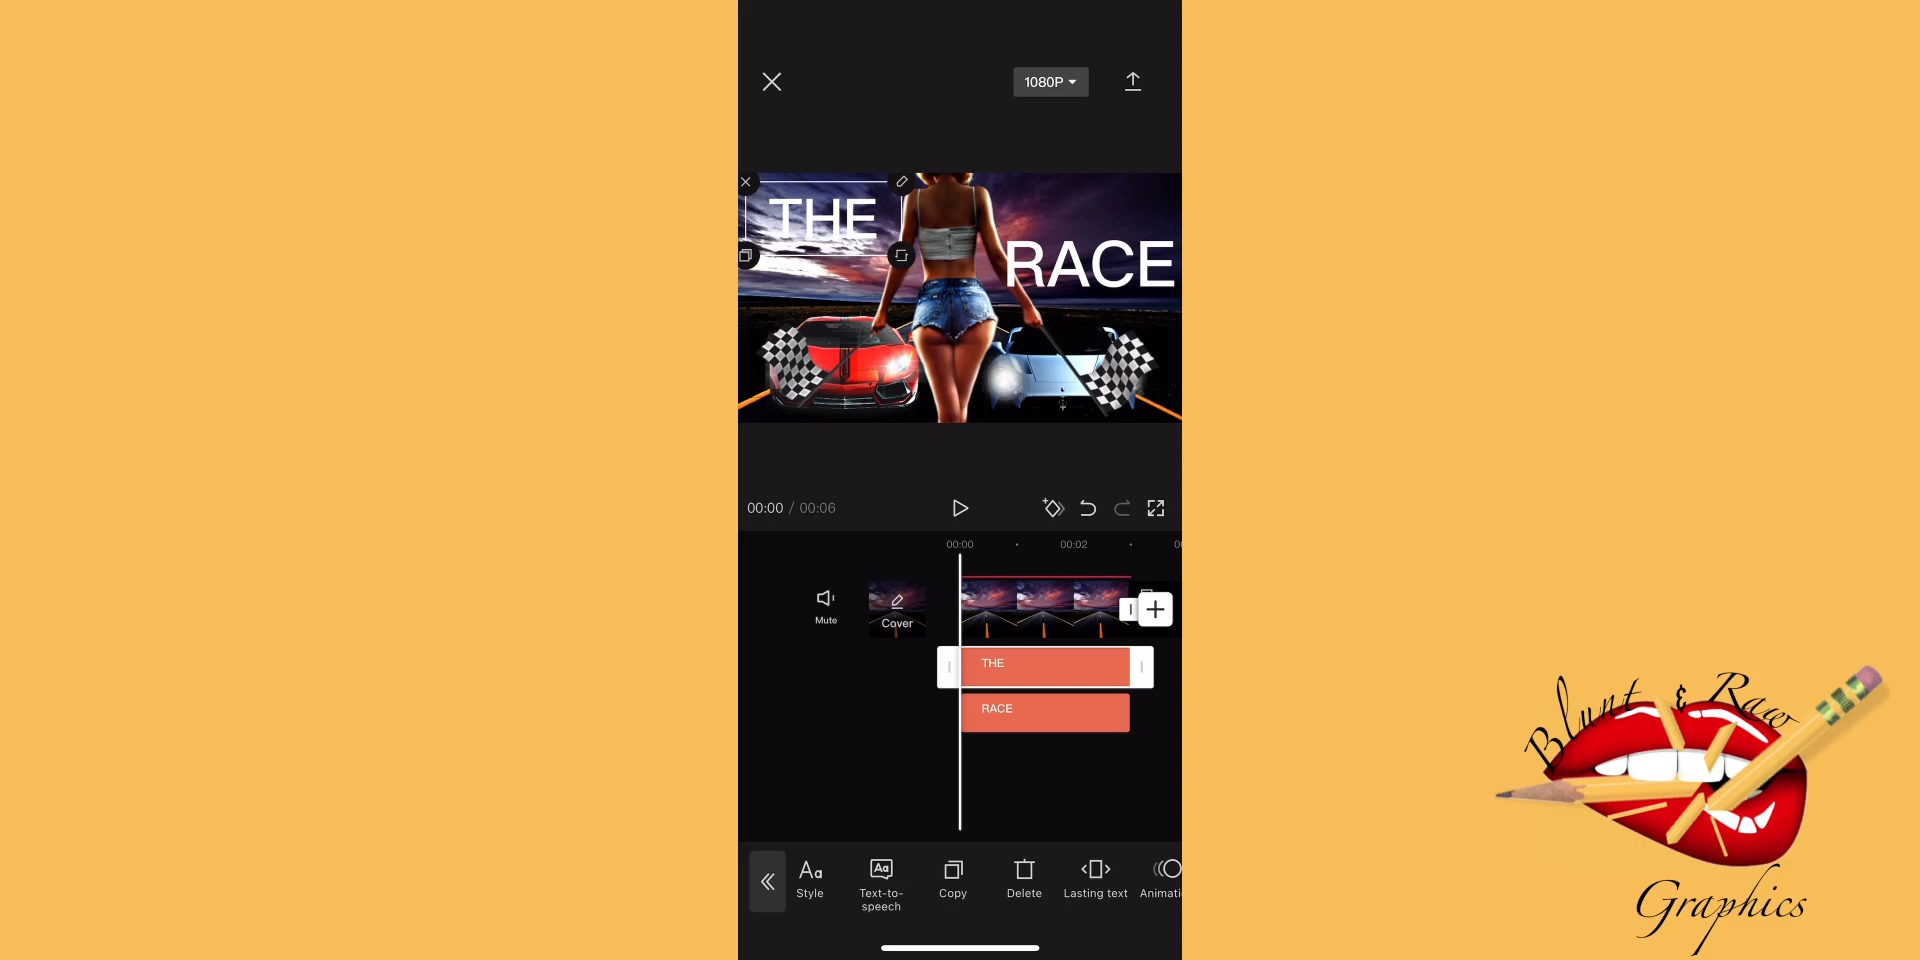 1080P
THE
RACE
00:00 / 00:06
00:00
00:02
Mute
Cover
THE
RACE
Style
Text-to-
speech
Copy
Delete
Lasting text
Animati
Blunt & Raw
Graphics